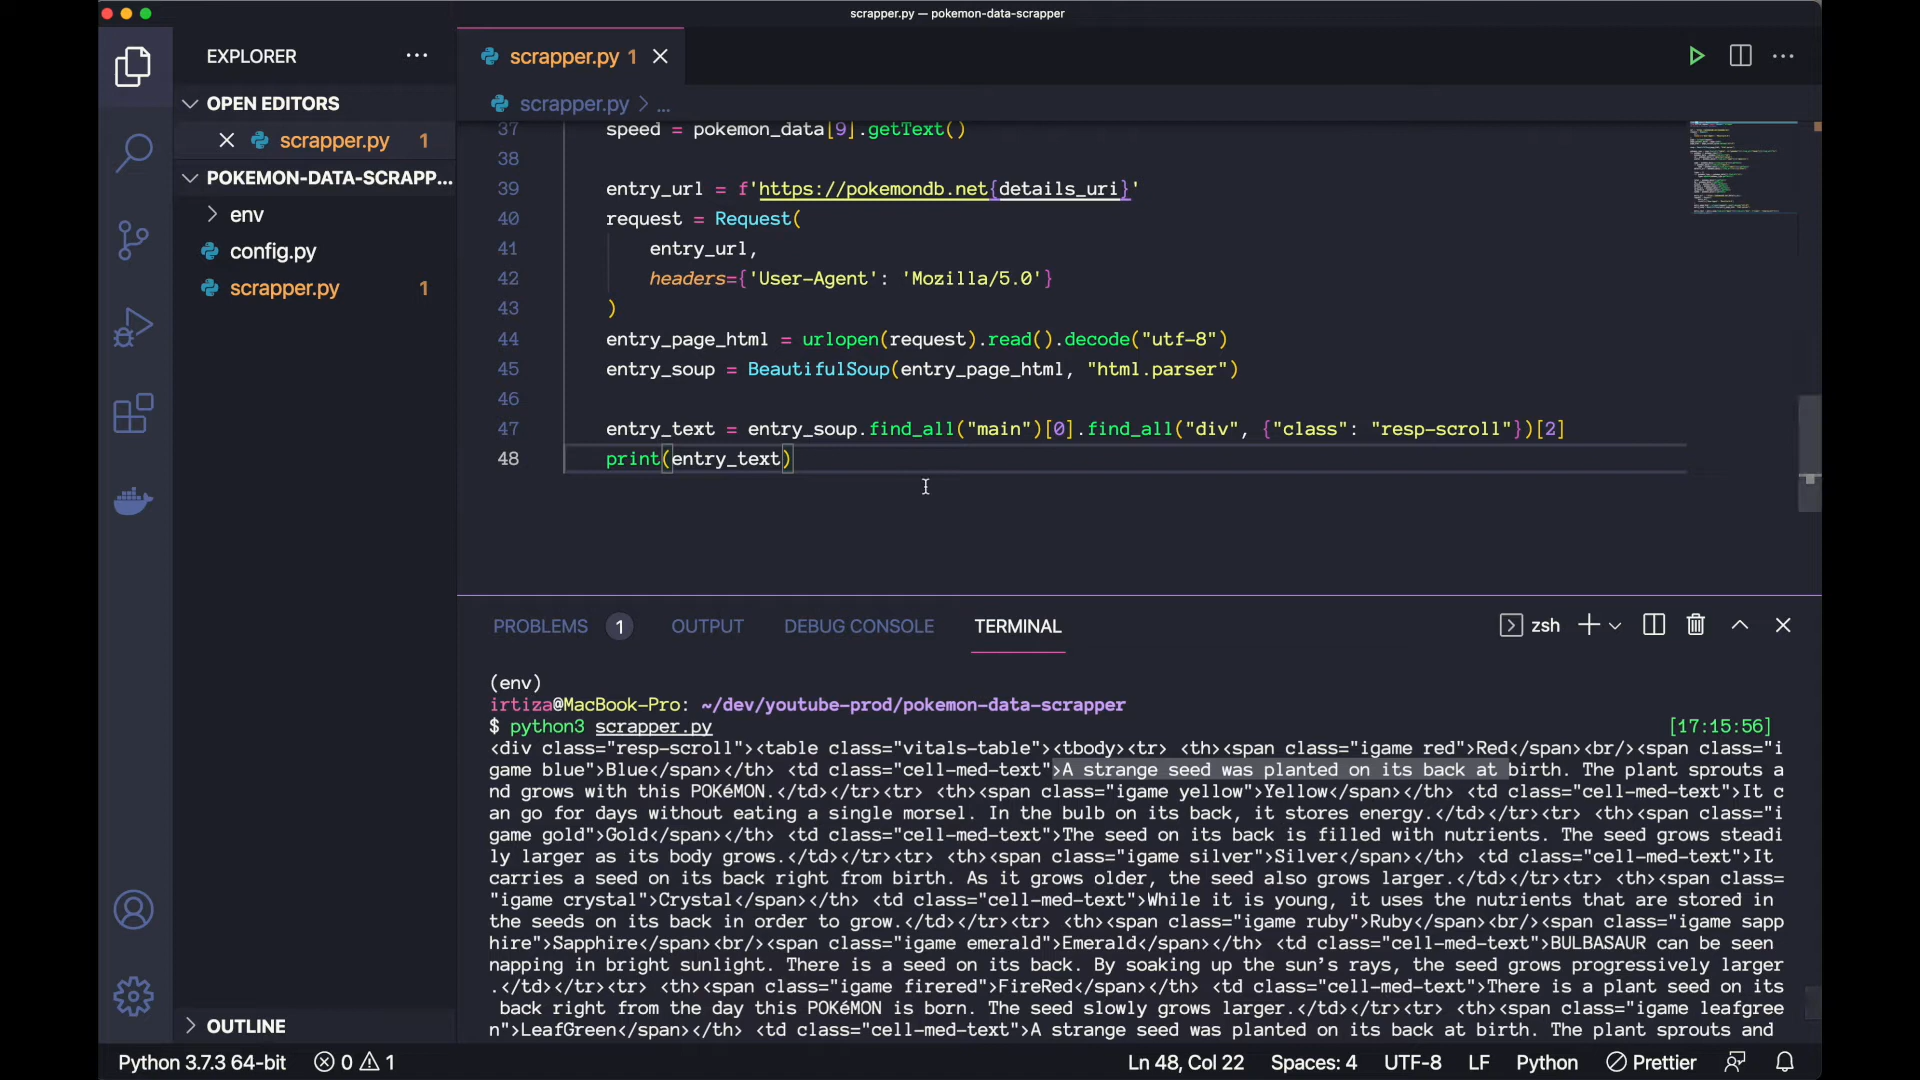 scrapper.py — pokemon-data-scrapper
EXPLORER
OPEN EDITORS
scrapper.py 1
POKEMON-DATA-SCRAPP...
env
config.py
scrapper.py 1
OUTLINE
scrapper.py 1
scrapper.py > ...
37 speed = pokemon_data[9].getText()
38
39 entry_url = f'https://pokemondb.net{details_uri}'
40 request = Request(
41 entry_url,
42 headers={'User-Agent': 'Mozilla/5.0'}
43 )
44 entry_page_html = urlopen(request).read().decode("utf-8")
45 entry_soup = BeautifulSoup(entry_page_html, "html.parser")
46
47 entry_text = entry_soup.find_all("main")[0].find_all("div", {"class": "resp-scroll"})[2]
48 print(entry_text)
PROBLEMS 1 OUTPUT DEBUG CONSOLE TERMINAL zsh
(env)
irtiza@MacBook-Pro: ~/dev/youtube-prod/pokemon-data-scrapper
$ python3 scrapper.py [17:15:56]
<div class="resp-scroll"><table class="vitals-table"><tbody><tr> <th><span class="igame red">Red</span><br/><span class="i
game blue">Blue</span></th> <td class="cell-med-text">A strange seed was planted on its back at birth. The plant sprouts a
nd grows with this POKéMON.</td></tr><tr> <th><span class="igame yellow">Yellow</span></th> <td class="cell-med-text">It c
an go for days without eating a single morsel. In the bulb on its back, it stores energy.</td></tr><tr> <th><span class="i
game gold">Gold</span></th> <td class="cell-med-text">The seed on its back is filled with nutrients. The seed grows steadi
ly larger as its body grows.</td></tr><tr> <th><span class="igame silver">Silver</span></th> <td class="cell-med-text">It
carries a seed on its back right from birth. As it grows older, the seed also grows larger.</td></tr><tr> <th><span class=
"igame crystal">Crystal</span></th> <td class="cell-med-text">While it is young, it uses the nutrients that are stored in
the seeds on its back in order to grow.</td></tr><tr> <th><span class="igame ruby">Ruby</span><br/><span class="igame sapp
hire">Sapphire</span><br/><span class="igame emerald">Emerald</span></th> <td class="cell-med-text">BULBASAUR can be seen
napping in bright sunlight. There is a seed on its back. By soaking up the sun's rays, the seed grows progressively larger
.</td></tr><tr> <th><span class="igame firered">FireRed</span></th> <td class="cell-med-text">There is a plant seed on its
back right from the day this POKéMON is born. The seed slowly grows larger.</td></tr><tr> <th><span class="igame leafgree
n">LeafGreen</span></th> <td class="cell-med-text">A strange seed was planted on its back at birth. The plant sprouts and
Python 3.7.3 64-bit 0 1 Ln 48, Col 22 Spaces: 4 UTF-8 LF Python Prettier